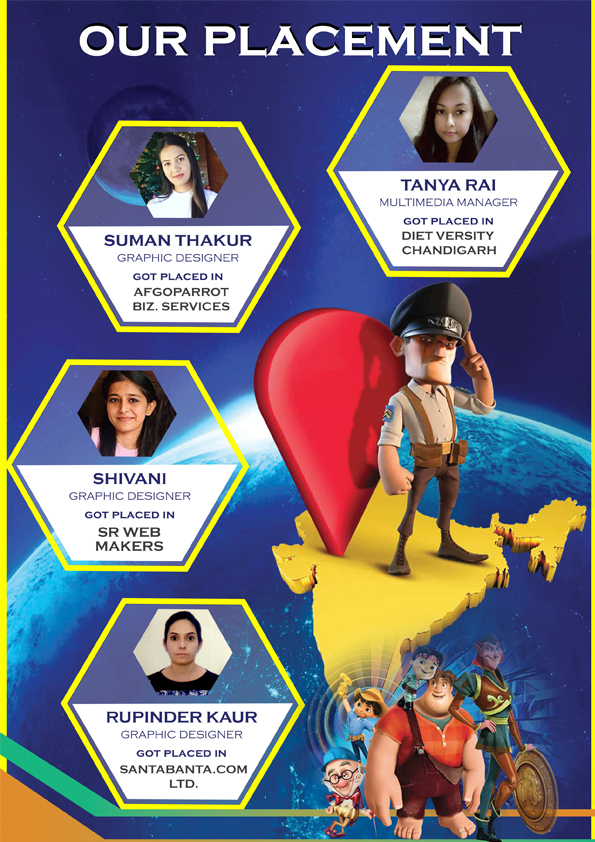 OUR PLACEMENT
TANYA RAI
MULTIMEDIA MANAGER
GOT PLACED IN
DIET VERSITY
CHANDIGARH
SUMAN THAKUR
GRAPHIC DESIGNER
GOT PLACED IN
AFGOPARROT
BIZ. SERVICES
SHIVANI
GRAPHIC DESIGNER
GOT PLACED IN
SR WEB
MAKERS
RUPINDER KAUR
GRAPHIC DESIGNER
GOT PLACED IN
SANTABANTA.COM
LTD.